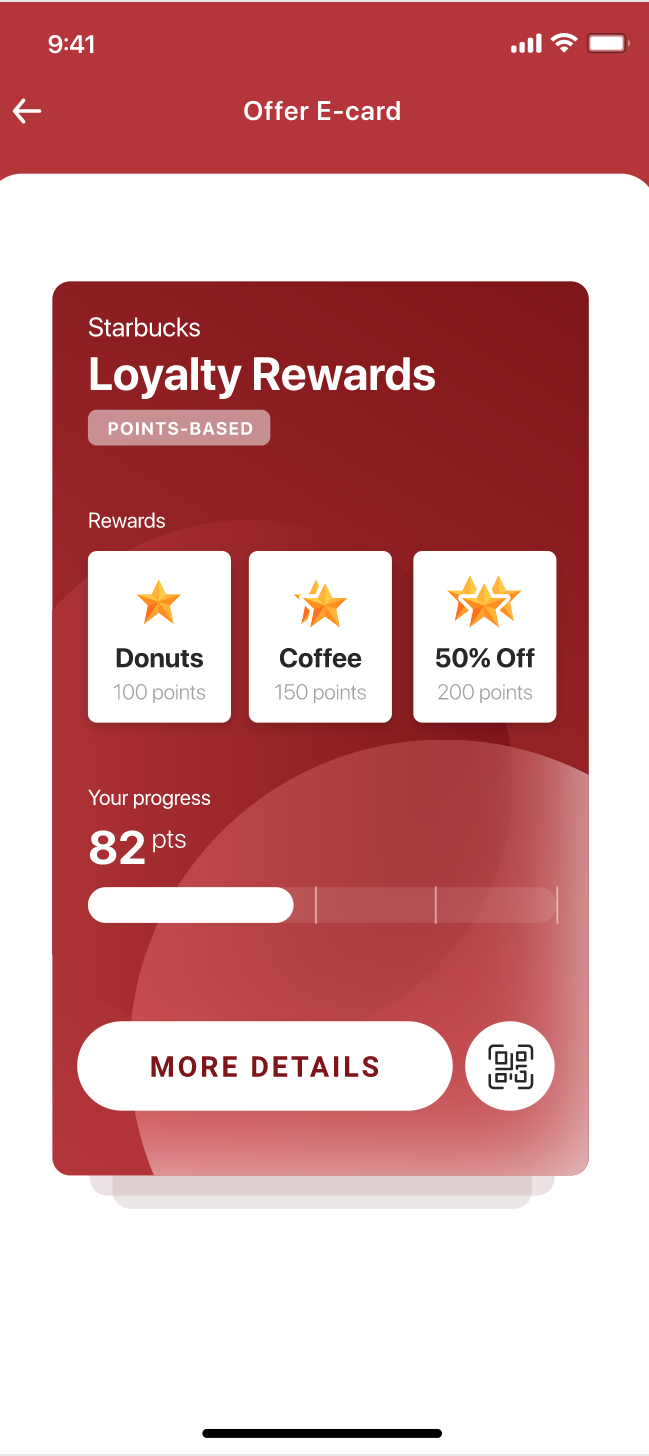 9:41
Offer E-card
Starbucks
Loyalty Rewards
POINTS-BASED
Rewards
Donuts
100 points
Coffee
150 points
50% Off
200 points
Your progress
82 pts
MORE DETAILS